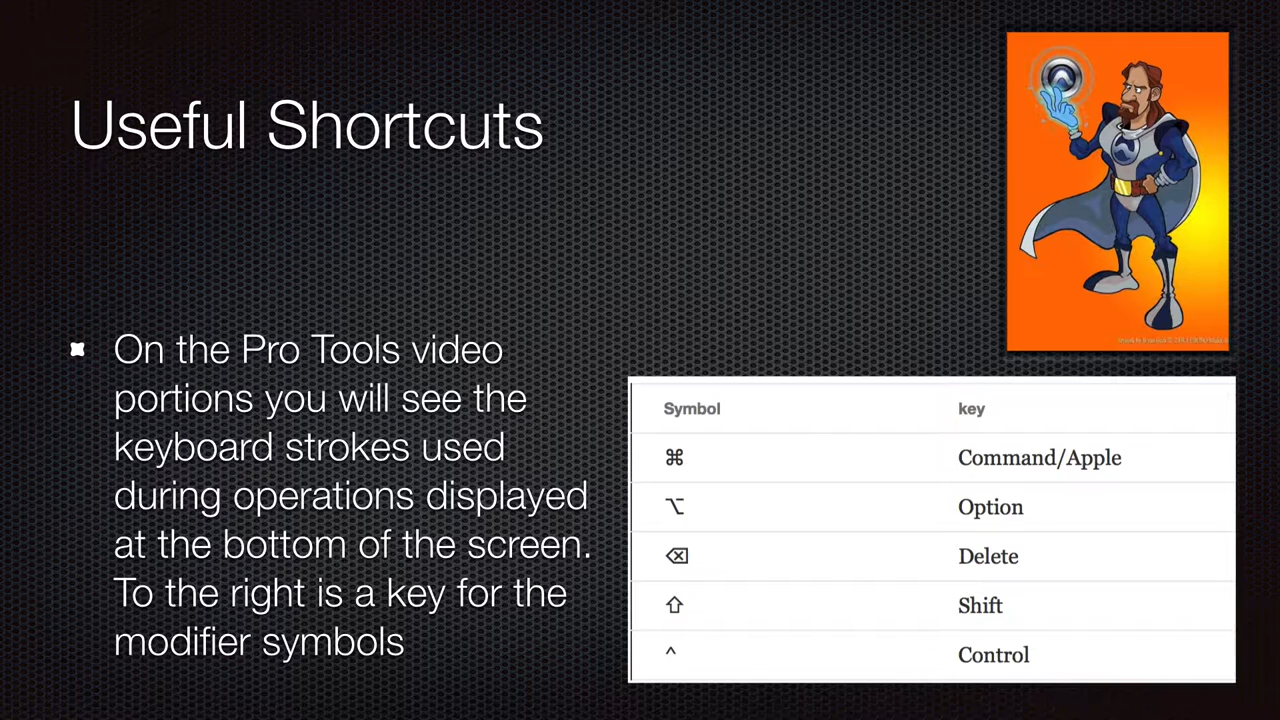 Useful Shortcuts
On the Pro Tools video
portions you will see the
keyboard strokes used
during operations displayed
at the bottom of the screen.
To the right is a key for the
modifier symbols
Symbol key
⌘ Command/Apple
⌥ Option
⌫ Delete
⇧ Shift
^ Control